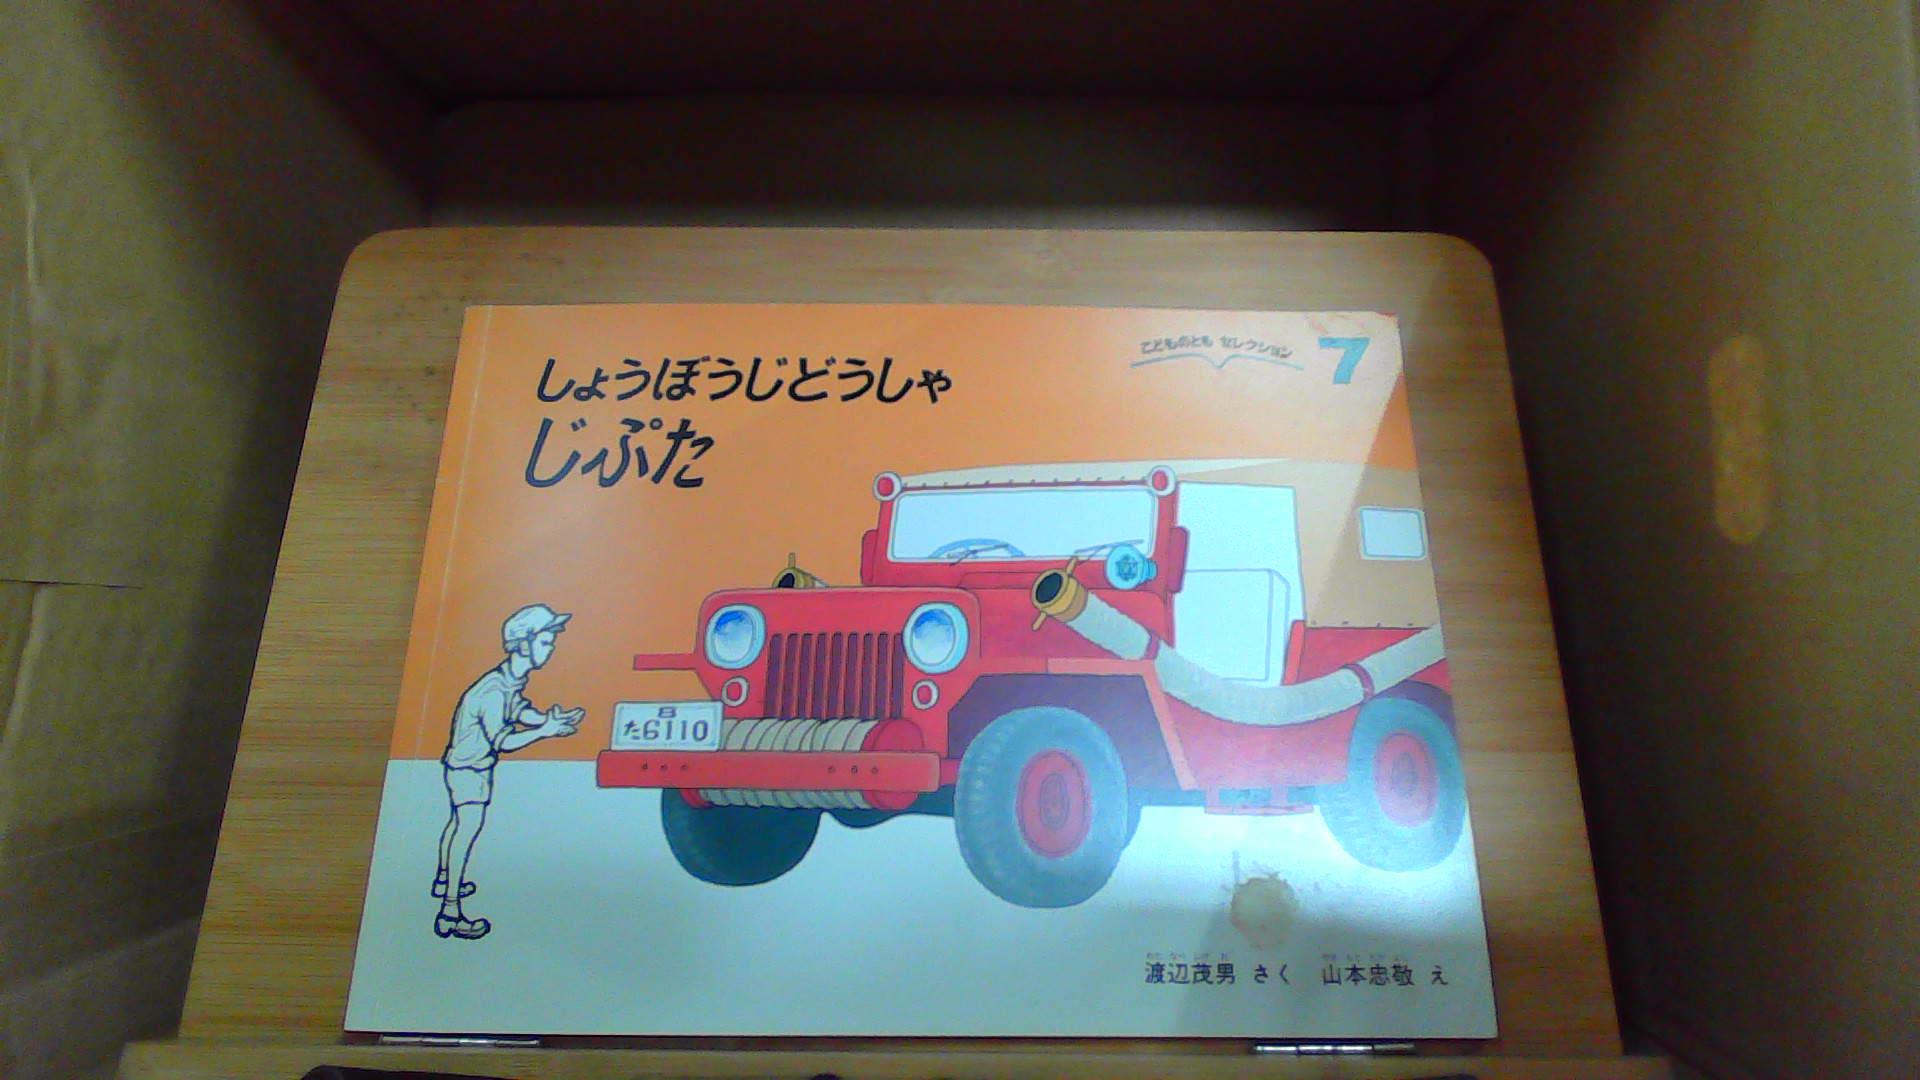 こどものとも セレクション 7
しょうぼうじどうしゃ
じぷた
8
た6110
渡辺茂男 さく 山本忠敬 え